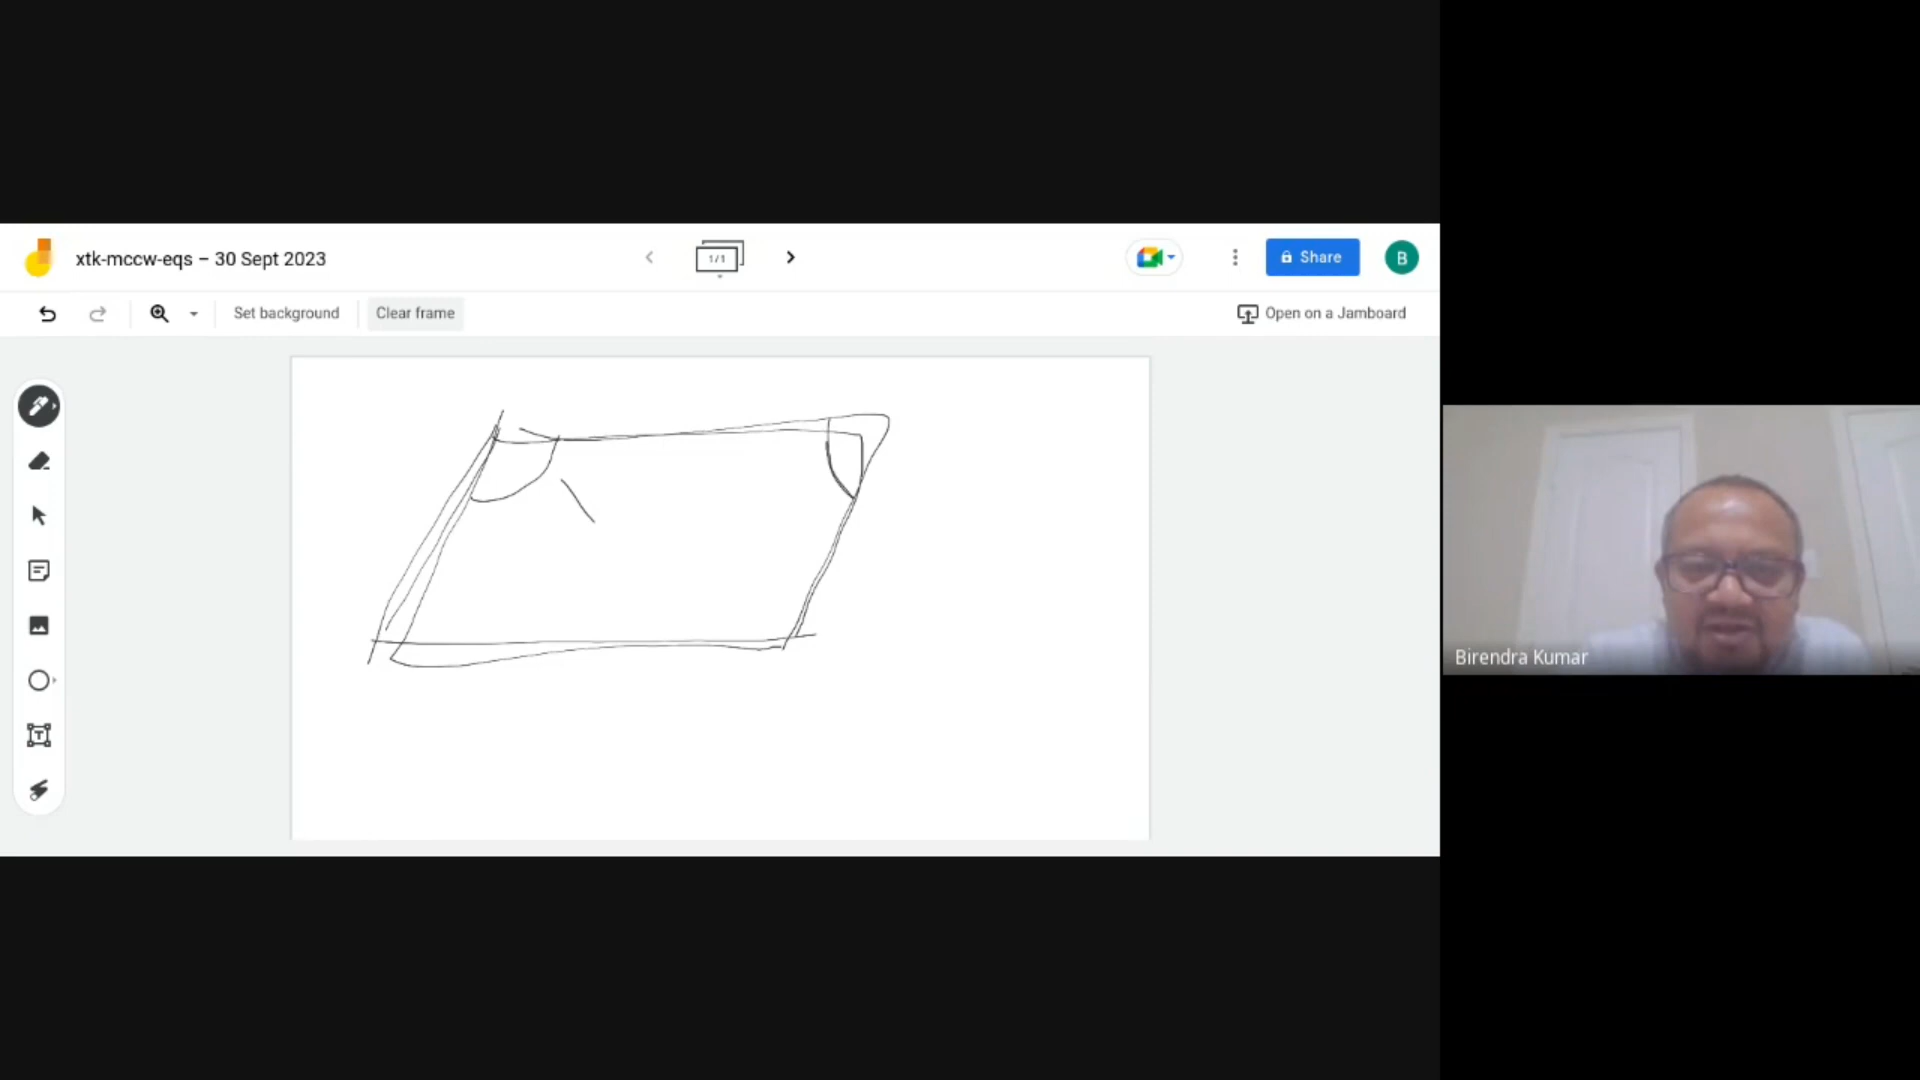 xtk-mccw-eqs – 30 Sept 2023
1/1
Share
B
Set background
Clear frame
Open on a Jamboard
Birendra Kumar